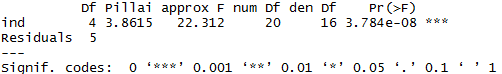 Df Pillai approx F num Df den Df Pr(>F)
ind 4 3.8615 22.312 20 16 3.784e-08 ***
Residuals 5
---
Signif. codes: 0 ‘***’ 0.001 ‘**’ 0.01 ‘*’ 0.05 ‘.’ 0.1 ‘ ’ 1